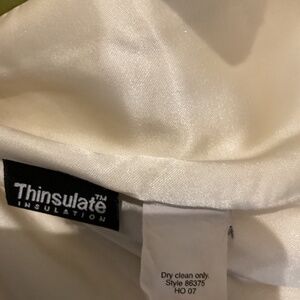 Thinsulate™
INSULATION
Dry clean only.
Style 86375
HO 07